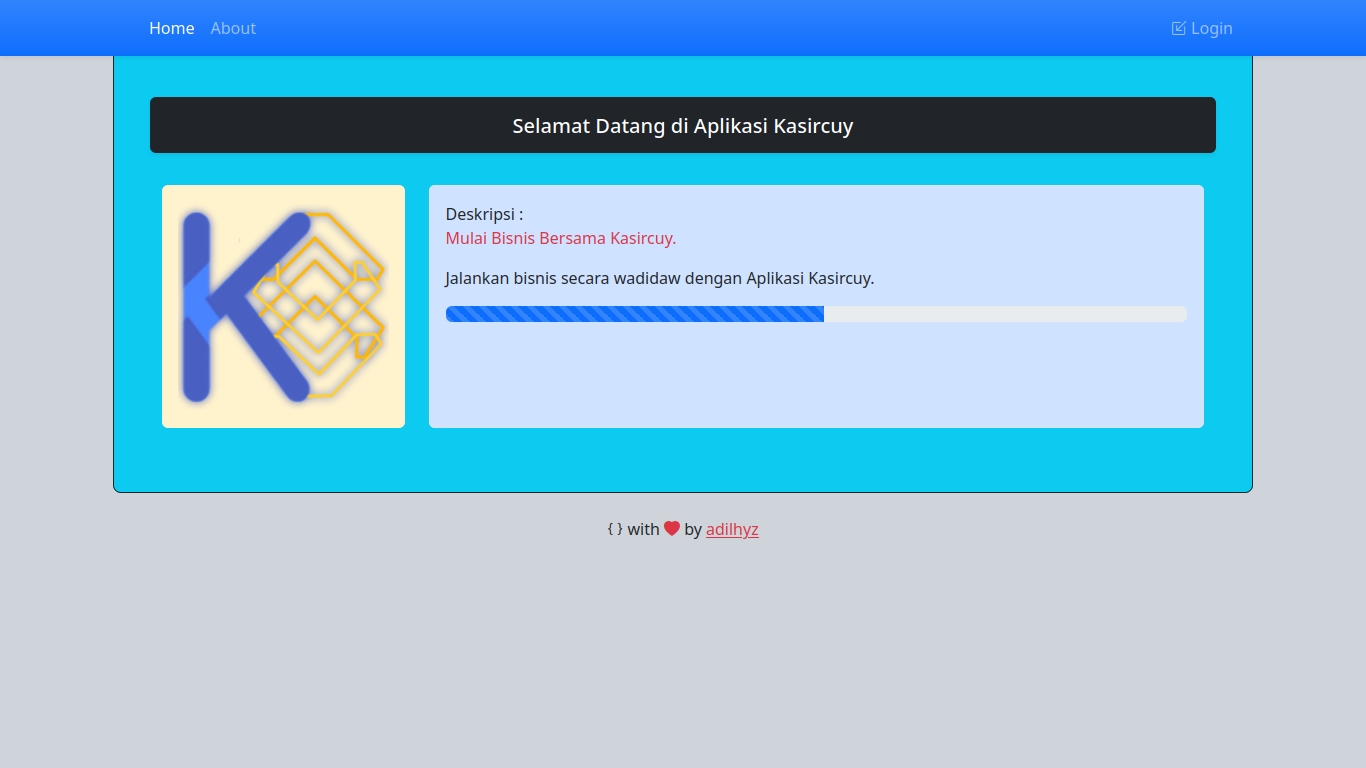 Home About Login
Selamat Datang di Aplikasi Kasircuy
Deskripsi :
Mulai Bisnis Bersama Kasircuy.
Jalankan bisnis secara wadidaw dengan Aplikasi Kasircuy.
{ } with by adilhyz